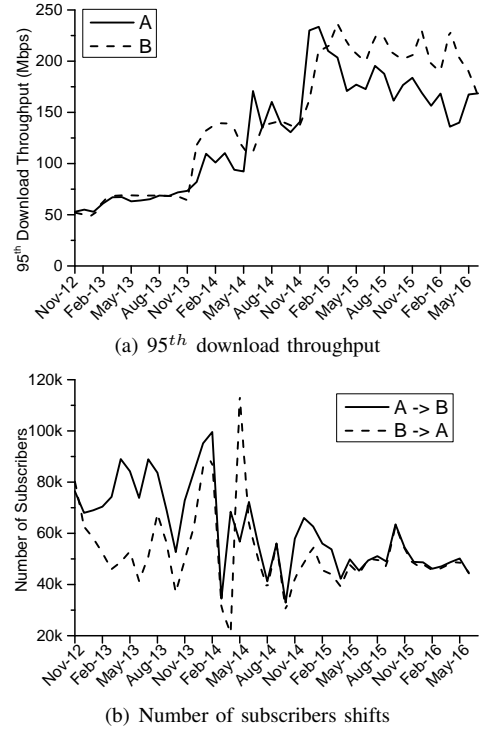 A
B
95th Download Throughput (Mbps)
250
200
150
100
50
0
Nov-12
Feb-13
May-13
Aug-13
Nov-13
Feb-14
May-14
Aug-14
Nov-14
Feb-15
May-15
Aug-15
Nov-15
Feb-16
May-16
(a) 95th download throughput
A -> B
B -> A
Number of Subscribers
120k
100k
80k
60k
40k
20k
Nov-12
Feb-13
May-13
Aug-13
Nov-13
Feb-14
May-14
Aug-14
Nov-14
Feb-15
May-15
Aug-15
Nov-15
Feb-16
May-16
(b) Number of subscribers shifts